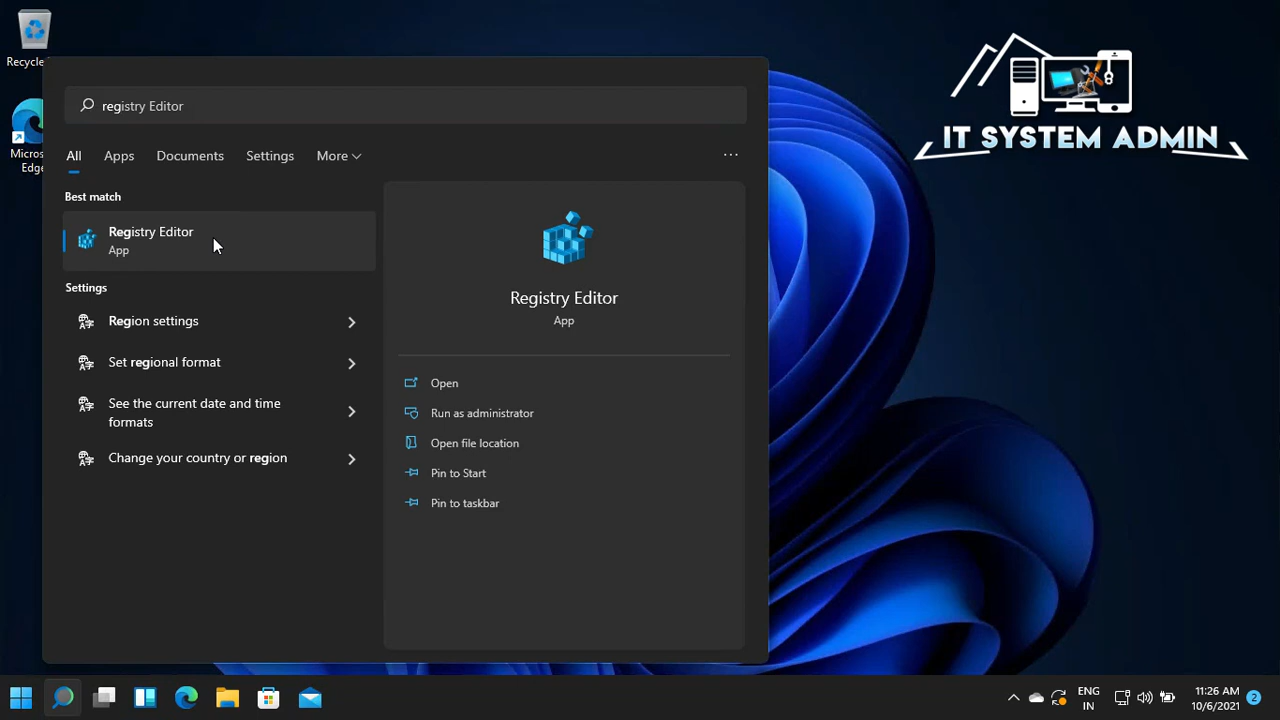 Recycle
Micros
Edge
IT SYSTEM ADMIN
registry Editor
All Apps Documents Settings More ...
Best match
Registry Editor
App
Settings
Region settings
Set regional format
See the current date and time
formats
Change your country or region
Registry Editor
App
Open
Run as administrator
Open file location
Pin to Start
Pin to taskbar
ENG
IN
11:26 AM
10/6/2021
2